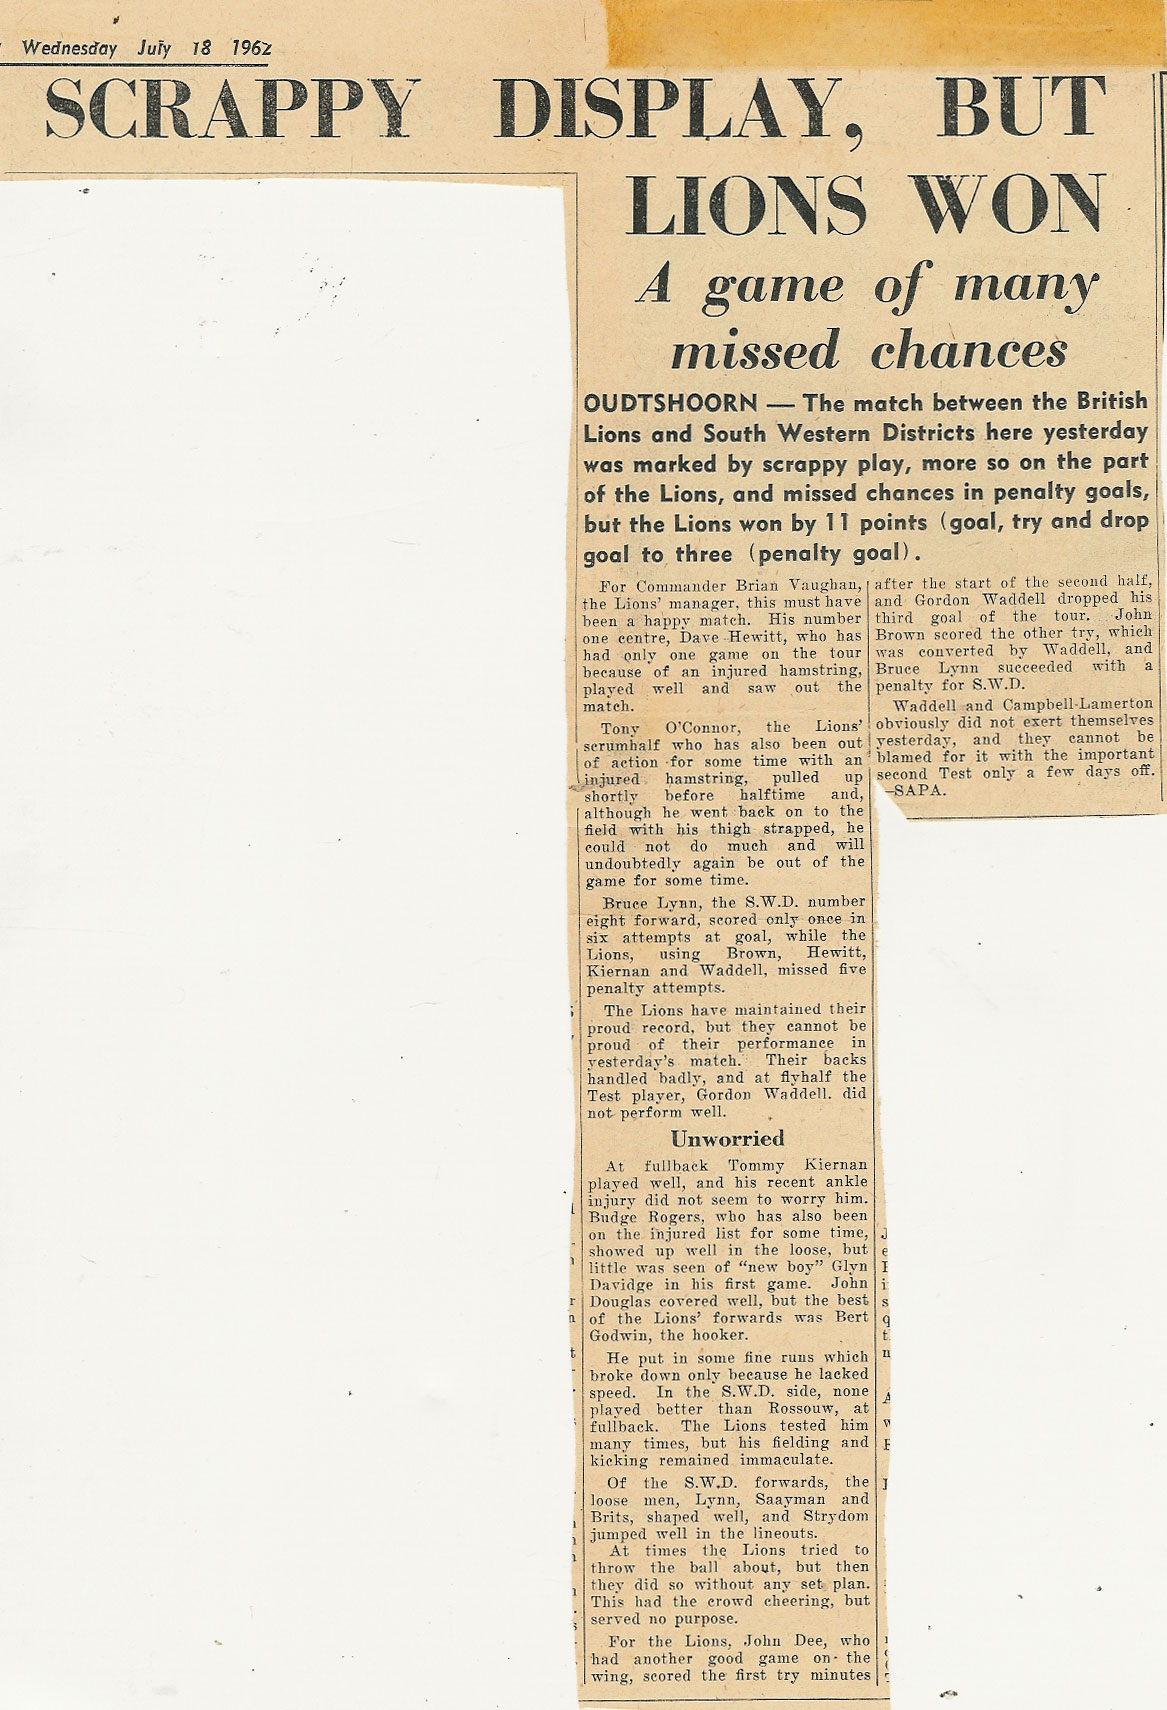 Wednesday July 18 1962
SCRAPPY DISPLAY, BUT
LIONS WON
A game of many
missed chances
OUDTSHOORN — The match between the British
Lions and South Western Districts here yesterday
was marked by scrappy play, more so on the part
of the Lions, and missed chances in penalty goals,
but the Lions won by 11 points (goal, try and drop
goal to three (penalty goal).
For Commander Brian Vaughan,
the Lions' manager, this must have
been a happy match. His number
one centre, Dave Hewitt, who has
had only one game on the tour
because of an injured hamstring,
played well and saw out the
match.
Tony O'Connor, the Lions'
scrumhalf who has also been out
of action for some time with an
injured hamstring, pulled up
shortly before halftime and,
although he went back on to the
field with his thigh strapped, he
could not do much and will
undoubtedly again be out of the
game for some time.
Bruce Lynn, the S.W.D. number
eight forward, scored only once in
six attempts at goal, while the
Lions, using Brown, Hewitt,
Kiernan and Waddell, missed five
penalty attempts.
The Lions have maintained their
proud record, but they cannot be
proud of their performance in
yesterday's match. Their backs
handled badly, and at flyhalf the
Test player, Gordon Waddell. did
not perform well.
Unworried
At fullback Tommy Kiernan
played well, and his recent ankle
injury did not seem to worry him.
Budge Rogers, who has also been
on the injured list for some time,
showed up well in the loose, but
little was seen of "new boy" Glyn
Davidge in his first game. John
Douglas covered well, but the best
of the Lions' forwards was Bert
Godwin, the hooker.
He put in some fine runs which
broke down only because he lacked
speed. In the S.W.D. side, none
played better than Rossouw, at
fullback. The Lions tested him
many times, but his fielding and
kicking remained immaculate.
Of the S.W.D. forwards, the
loose men, Lynn, Saayman and
Brits, shaped well, and Strydom
jumped well in the lineouts.
At times the Lions tried to
throw the ball about, but then
they did so without any set plan.
This had the crowd cheering, but
served no purpose.
For the Lions, John Dee, who
had another good game on the
wing, scored the first try minutes
after the start of the second half,
and Gordon Waddell dropped his
third goal of the tour. John
Brown scored the other try, which
was converted by Waddell, and
Bruce Lynn succeeded with a
penalty for S.W.D.
Waddell and Campbell-Lamerton
obviously did not exert themselves
yesterday, and they cannot be
blamed for it with the important
second Test only a few days off.
—SAPA.